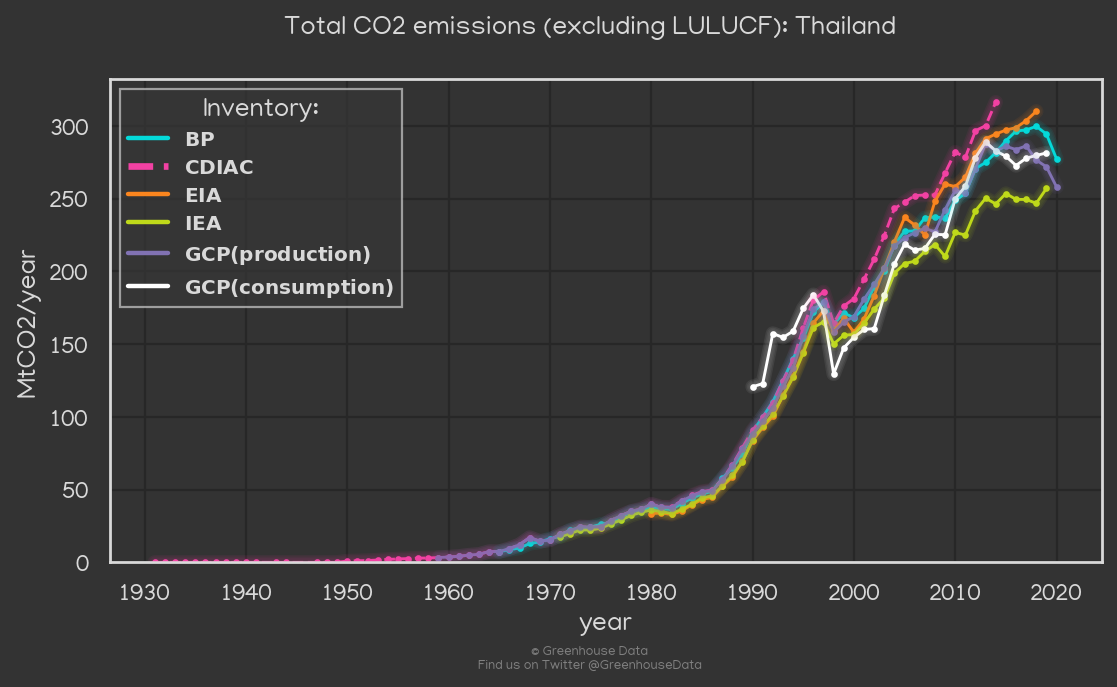 Total CO2 emissions (excluding LULUCF): Thailand
Inventory:
BP
CDIAC
EIA
IEA
GCP(production)
GCP(consumption)
MtCO2/year
300
250
200
150
100
50
0
1930 1940 1950 1960 1970 1980 1990 2000 2010 2020
year
© Greenhouse Data
Find us on Twitter @GreenhouseData